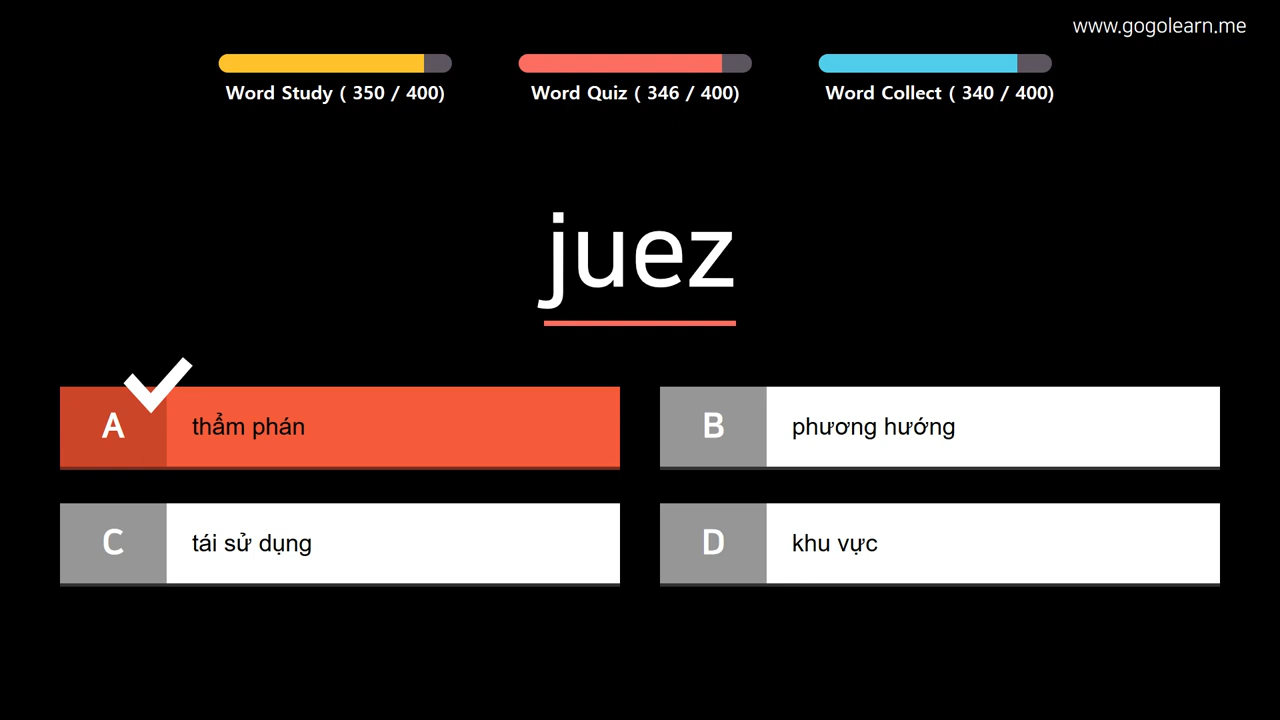 www.gogolearn.me
Word Study ( 350 / 400)
Word Quiz ( 346 / 400)
Word Collect ( 340 / 400)
juez
A thẩm phán
B phương hướng
C tái sử dụng
D khu vực